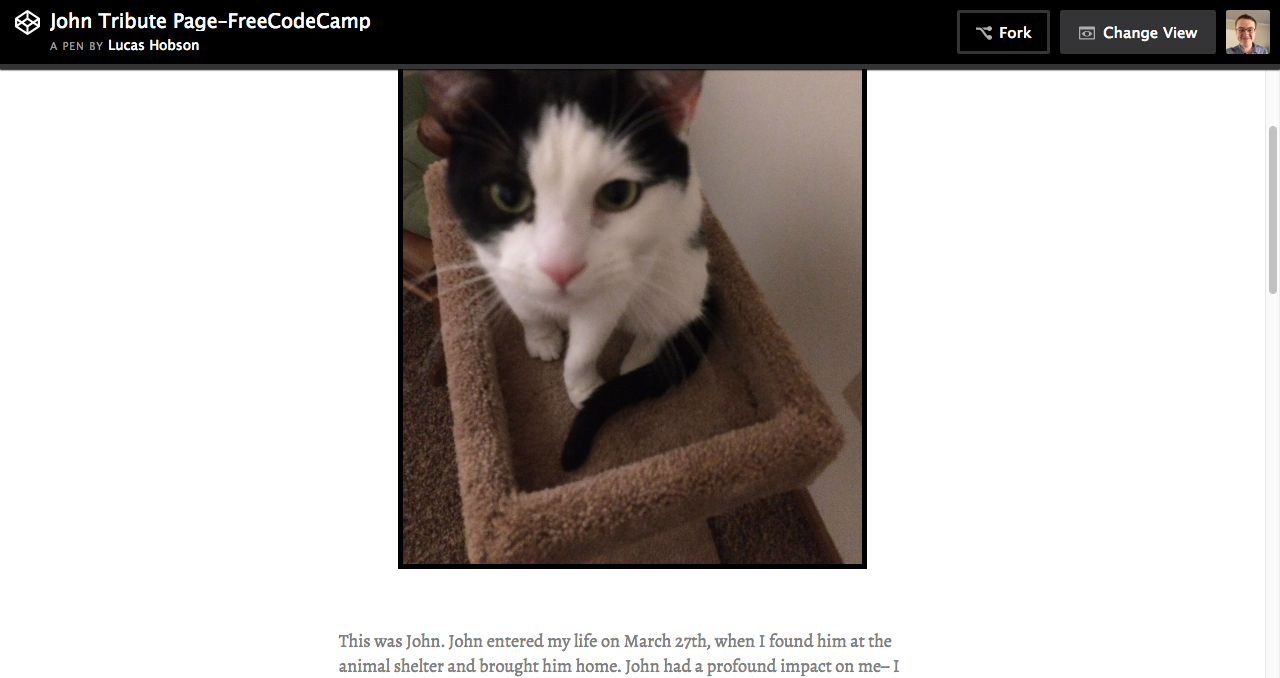 John Tribute Page-FreeCodeCamp
A PEN BY Lucas Hobson
Fork
Change View
This was John. John entered my life on March 27th, when I found him at the
animal shelter and brought him home. John had a profound impact on me– I